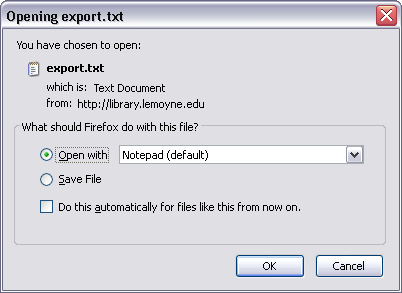 Opening export.txt
You have chosen to open:
export.txt
which is: Text Document
from: http://library.lemoyne.edu
What should Firefox do with this file?
Open with Notepad (default)
Save File
Do this automatically for files like this from now on.
OK Cancel